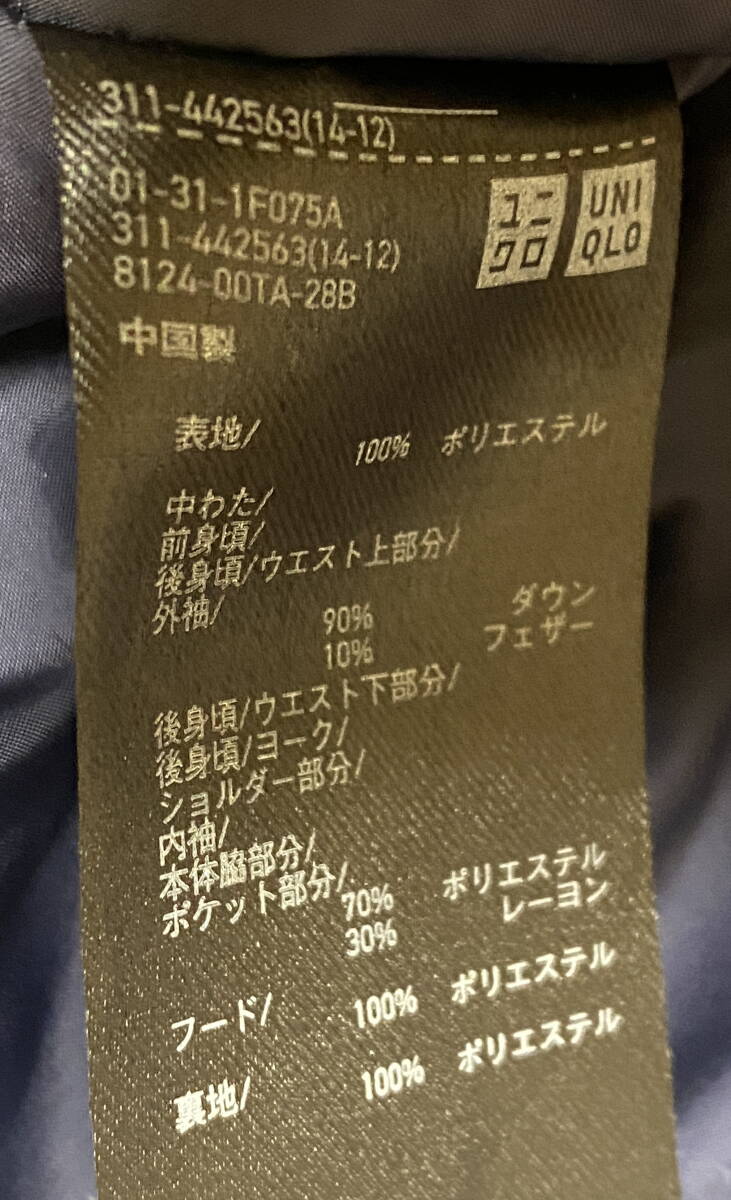 311-442563(14-12)
01-31-1F075A
311-442563(14-12)
8124-00TA-28B
ユニ
クロ
UNI
QLO
中国製
表地/
100% ポリエステル
中わた/
前身頃/
後身頃/ウエスト上部分/
外袖/
90% ダウン
10% フェザー
後身頃/ウエスト下部分/
後身頃/ヨーク/
ショルダー部分/
内袖/
本体脇部分/
ポケット部分/
70% ポリエステル
30% レーヨン
フード/ 100% ポリエステル
裏地/ 100% ポリエステル